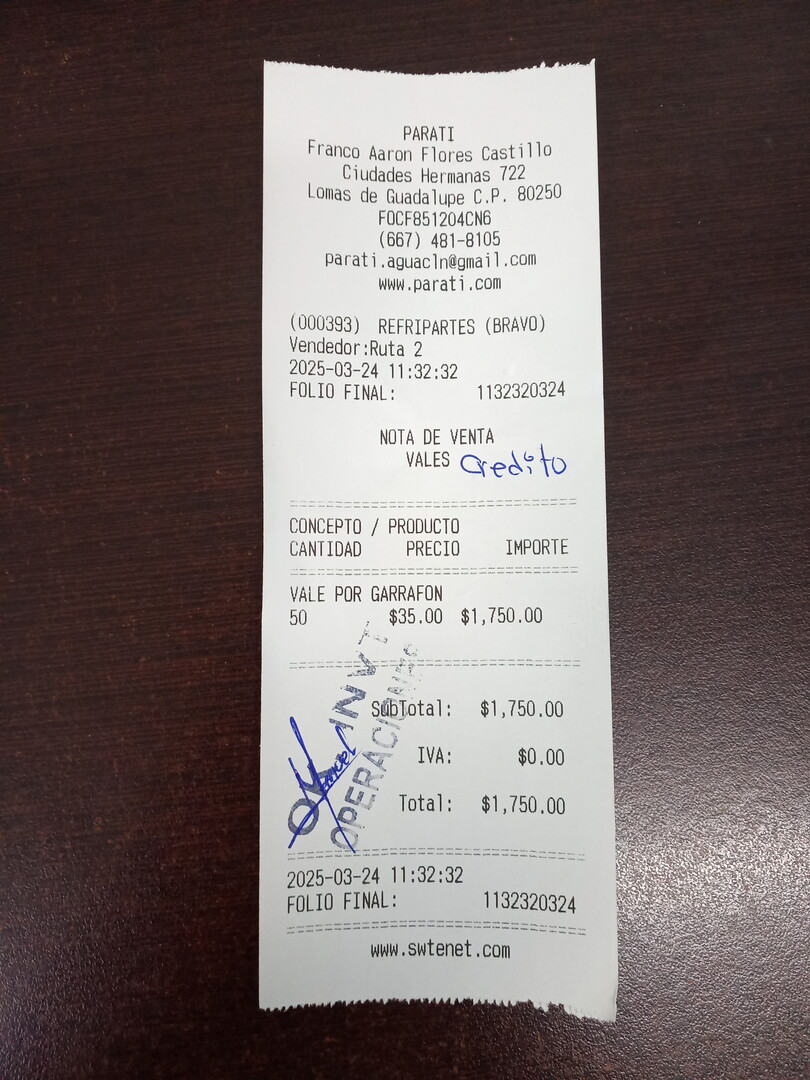 PARATI
Franco Aaron Flores Castillo
Ciudades Hermanas 722
Lomas de Guadalupe C.P. 80250
FOCF851204CN6
(667) 481-8105
parati.aguacln@gmail.com
www.parati.com
(000393) REFRIPARTES (BRAVO)
Vendedor:Ruta 2
2025-03-24 11:32:32
FOLIO FINAL: 1132320324
NOTA DE VENTA
VALES Credito
CONCEPTO / PRODUCTO
CANTIDAD PRECIO IMPORTE
VALE POR GARRAFON
50 $35.00 $1,750.00
SubTotal: $1,750.00
IVA: $0.00
Total: $1,750.00
OPERACIONES
2025-03-24 11:32:32
FOLIO FINAL: 1132320324
www.swtenet.com